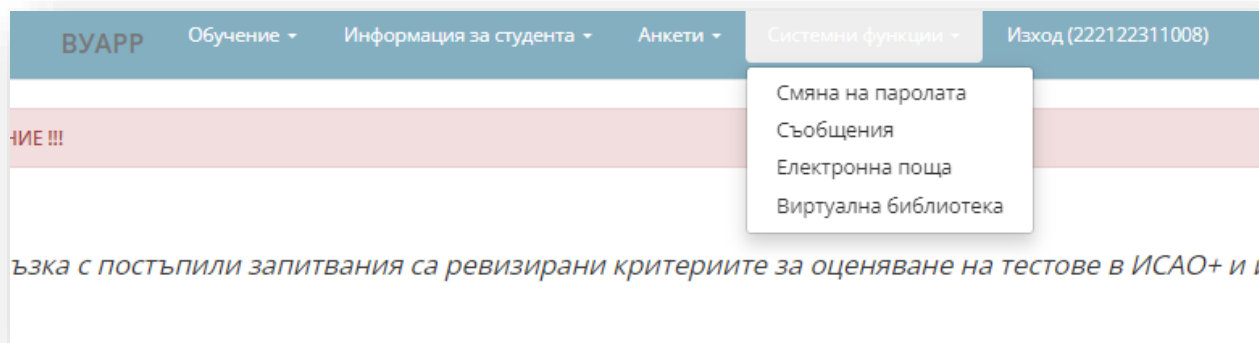 ВУАРР Обучение Информация за студента Анкети Системни функции Изход (222122311008)
Смяна на паролата
НИЕ !!!
Съобщения
Електронна поща
Виртуална библиотека
ъзка с постъпили запитвания са ревизирани критериите за оценяване на тестове в ИСАО+ и